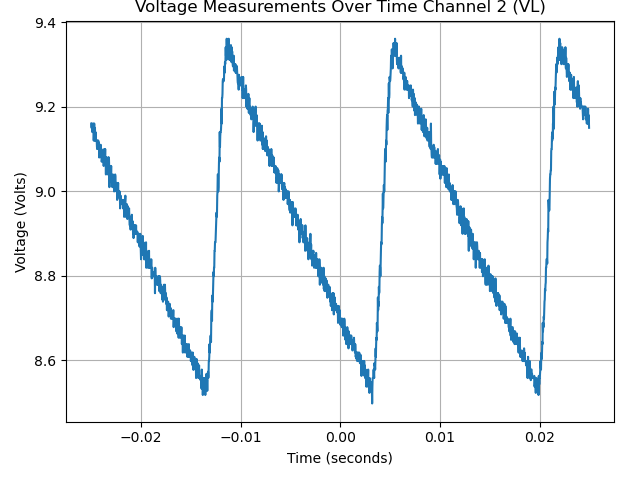 Voltage Measurements Over Time Channel 2 (VL)
9.4
9.2
9.0
8.8
8.6
Voltage (Volts)
−0.02 −0.01 0.00 0.01 0.02
Time (seconds)